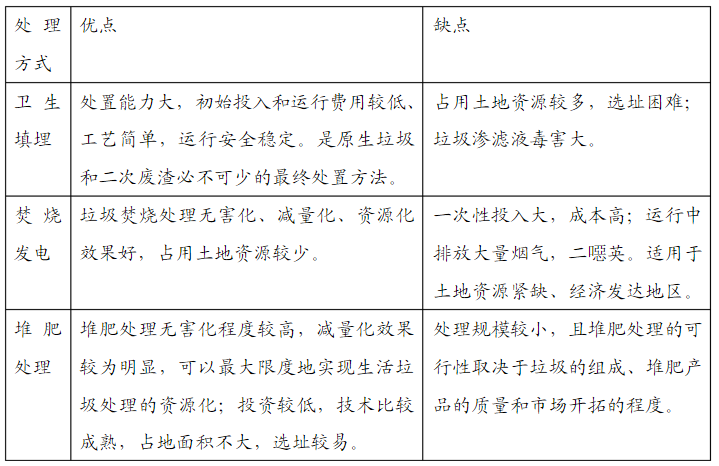 处理方式
优点
缺点
卫生填埋
处置能力大，初始投入和运行费用较低、
工艺简单，运行安全稳定。是原生垃圾
和二次废渣必不可少的最终处置方法。
占用土地资源较多，选址困难；
垃圾渗滤液毒害大。
焚烧发电
垃圾焚烧处理无害化、减量化、资源化
效果好，占用土地资源较少。
一次性投入大，成本高；运行中
排放大量烟气，二噁英。适用于
土地资源紧缺、经济发达地区。
堆肥处理
堆肥处理无害化程度较高，减量化效果
较为明显，可以最大限度地实现生活垃
圾处理的资源化；投资较低，技术比较
成熟，占地面积不大，选址较易。
处理规模较小，且堆肥处理的可
行性取决于垃圾的组成、堆肥产
品的质量和市场开拓的程度。